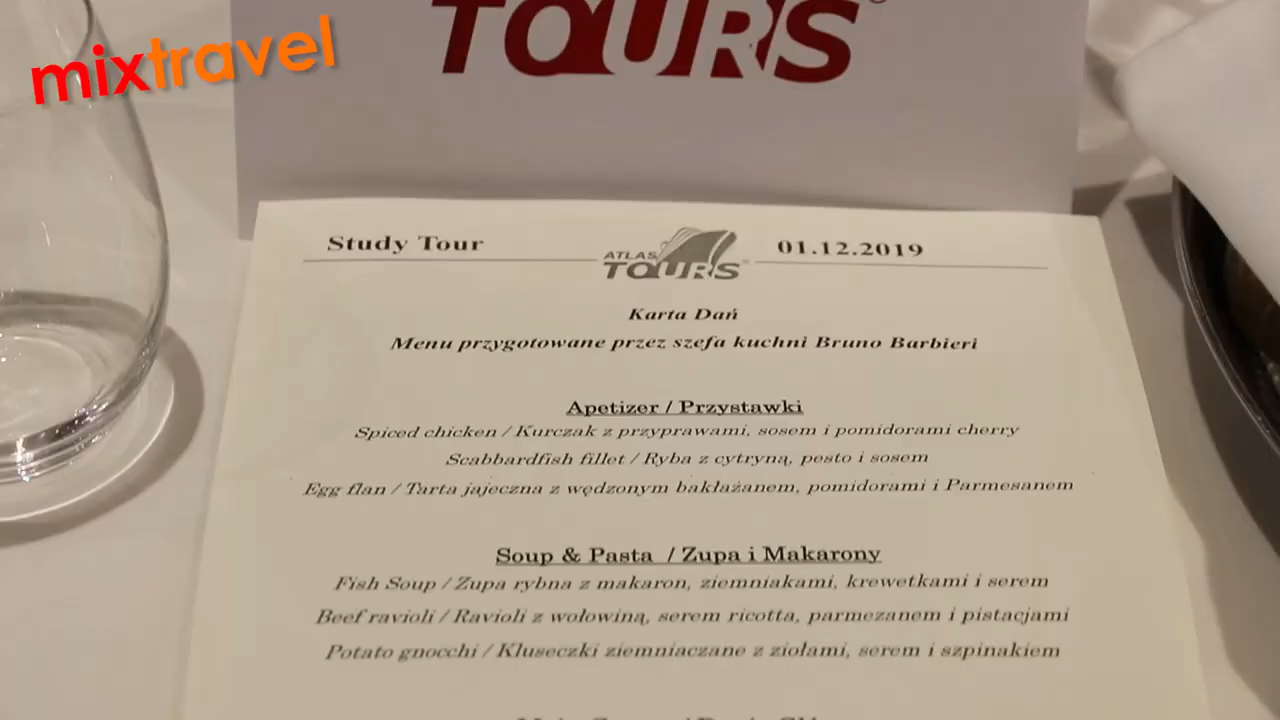 mixtravel
TOURS
Study Tour
ATLAS
TOURS
01.12.2019
Karta Dań
Menu przygotowane przez szefa kuchni Bruno Barbieri
Apetizer / Przystawki
Spiced chicken / Kurczak z przyprawami, sosem i pomidorami cherry
Scabbardfish fillet / Ryba z cytryną, pesto i sosem
Egg flan / Tarta jajeczna z wędzonym bakłażanem, pomidorami i Parmesanem
Soup & Pasta / Zupa i Makarony
Fish Soup / Zupa rybna z makaron, ziemniakami, krewetkami i serem
Beef ravioli / Ravioli z wołowiną, serem ricotta, parmezanem i pistacjami
Potato gnocchi / Kluseczki ziemniaczane z ziołami, serem i szpinakiem